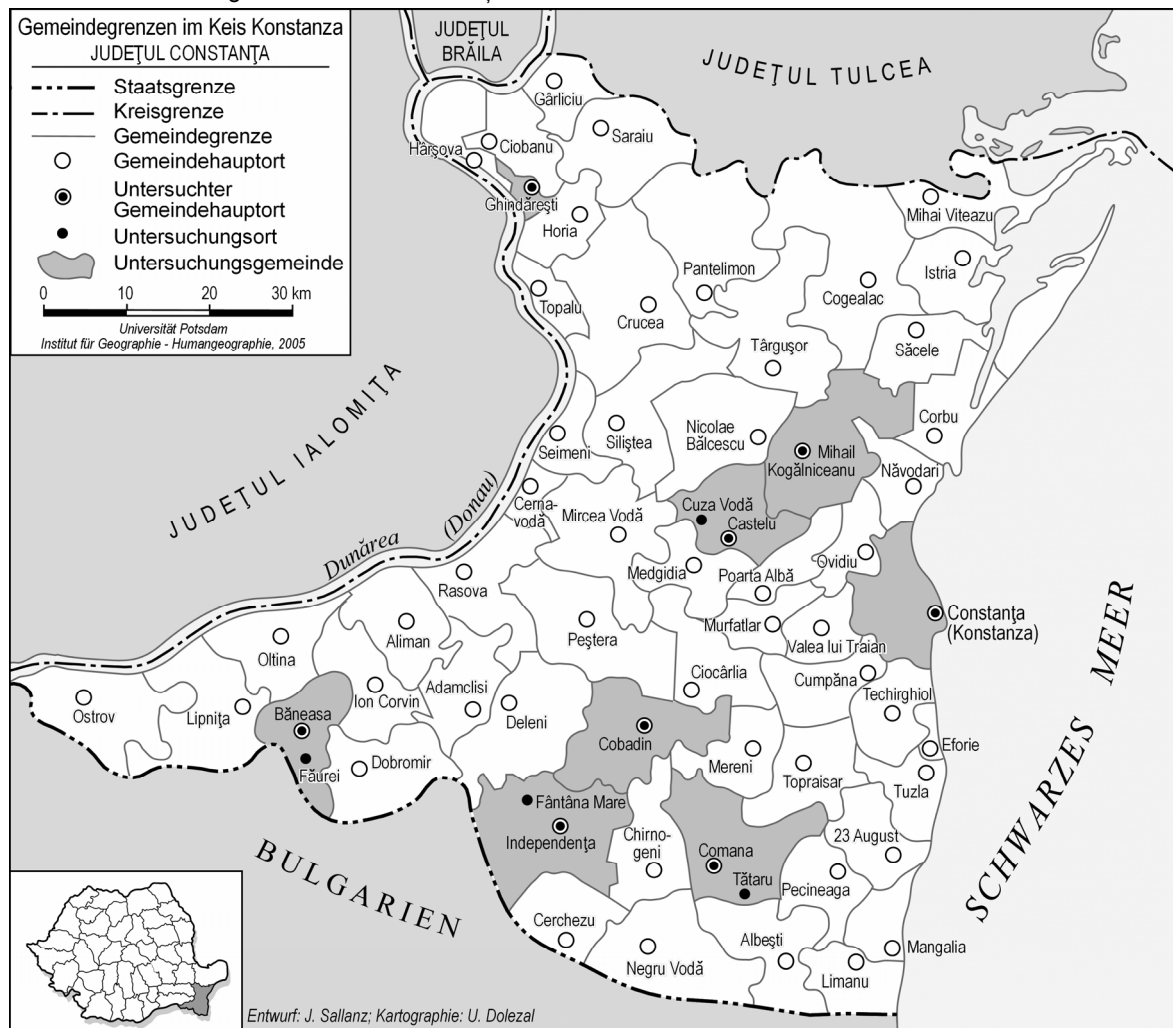 Gemeindegrenzen im Keis Konstanza
JUDEŢUL CONSTANŢA
Staatsgrenze
Kreisgrenze
Gemeindegrenze
Gemeindehauptort
Untersuchter
Gemeindehauptort
Untersuchungsort
Untersuchungsgemeinde
0 10 20 30 km
Universität Potsdam
Institut für Geographie - Humangeographie, 2005
JUDEŢUL
BRĂILA
JUDEŢUL TULCEA
JUDEŢUL IALOMIŢA
Dunărea (Donau)
BULGARIEN
SCHWARZES MEER
Gârliciu
Saraiu
Ciobanu
Hârşova
Ghindăreşti
Horia
Mihai Viteazu
Istria
Pantelimon
Cogealac
Topalu
Crucea
Săcele
Târguşor
Corbu
Nicolae
Bălcescu
Siliştea
Seimeni
Mihail
Kogălniceanu
Năvodari
Cerna-
vodă
Mircea Vodă
Cuza Vodă
Castelu
Ovidiu
Medgidia
Poarta Albă
Rasova
Constanţa
(Konstanza)
Murfatlar
Valea lui Traian
Peştera
Aliman
Oltina
Cumpăna
Ciocârlia
Techirghiol
Adamclisi
Ion Corvin
Deleni
Ostrov
Lipniţa
Băneasa
Cobadin
Eforie
Mereni
Topraisar
Tuzla
Făurei
Dobromir
Fântâna Mare
Independenţa
Chirno-
geni
23 August
Comana
Tătaru
Pecineaga
Cerchezu
Negru Vodă
Albeşti
Limanu
Mangalia
Entwurf: J. Sallanz; Kartographie: U. Dolezal